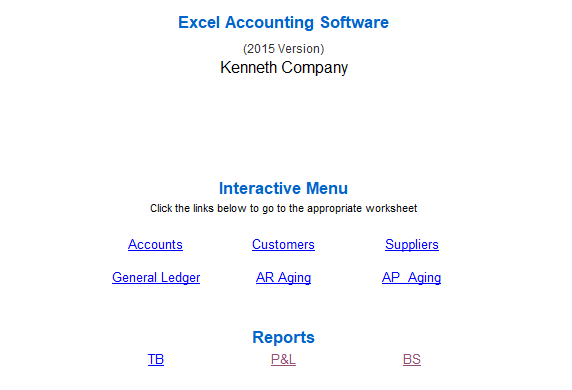 Excel Accounting Software
(2015 Version)
Kenneth Company
Interactive Menu
Click the links below to go to the appropriate worksheet
Accounts Customers Suppliers
General Ledger AR Aging AP  Aging
Reports
TB P&L BS